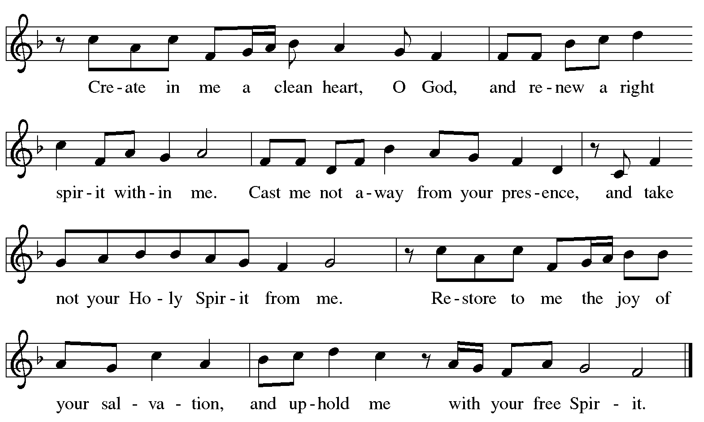 Cre-ate in me a clean heart, O God, and re-new a right
spir-it with-in me. Cast me not a-way from your pres-ence, and take
not your Ho-ly Spir-it from me. Re-store to me the joy of
your sal-va-tion, and up-hold me with your free Spir-it.